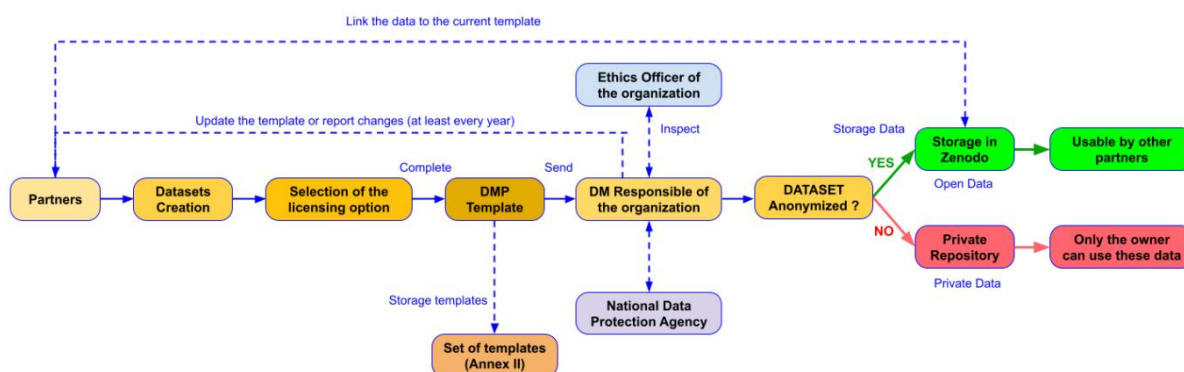 Link the data to the current template
Ethics Officer of
the organization
Update the template or report changes (at least every year)
Inspect
Storage Data
Storage in
Zenodo
Usable by other
partners
YES
Complete
Send
Open Data
Partners
Datasets
Creation
Selection of the
licensing option
DMP
Template
DM Responsible of
the organization
DATASET
Anonymized ?
NO
Private
Repository
Only the owner
can use these data
Private Data
Storage templates
National Data
Protection Agency
Set of templates
(Annex II)